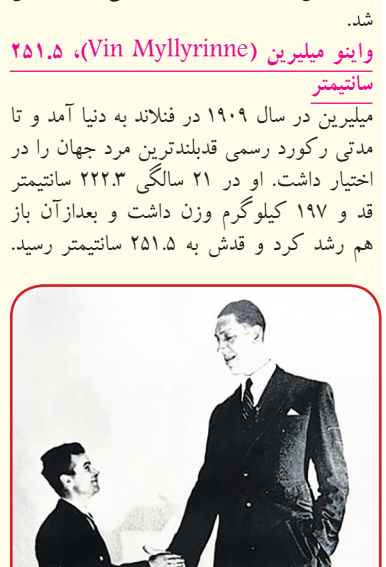 شد.
واینو میلیرین (Vin Myllyrinne)، ۲۵۱.۵
سانتیمتر
میلیرین در سال ۱۹۰۹ در فنلاند به دنیا آمد و تا
مدتی رکورد رسمی قدبلندترین مرد جهان را در
اختیار داشت. او در ۲۱ سالگی ۲۲۲.۳ سانتیمتر
قد و ۱۹۷ کیلوگرم وزن داشت و بعدازآن باز
هم رشد کرد و قدش به ۲۵۱.۵ سانتیمتر رسید.